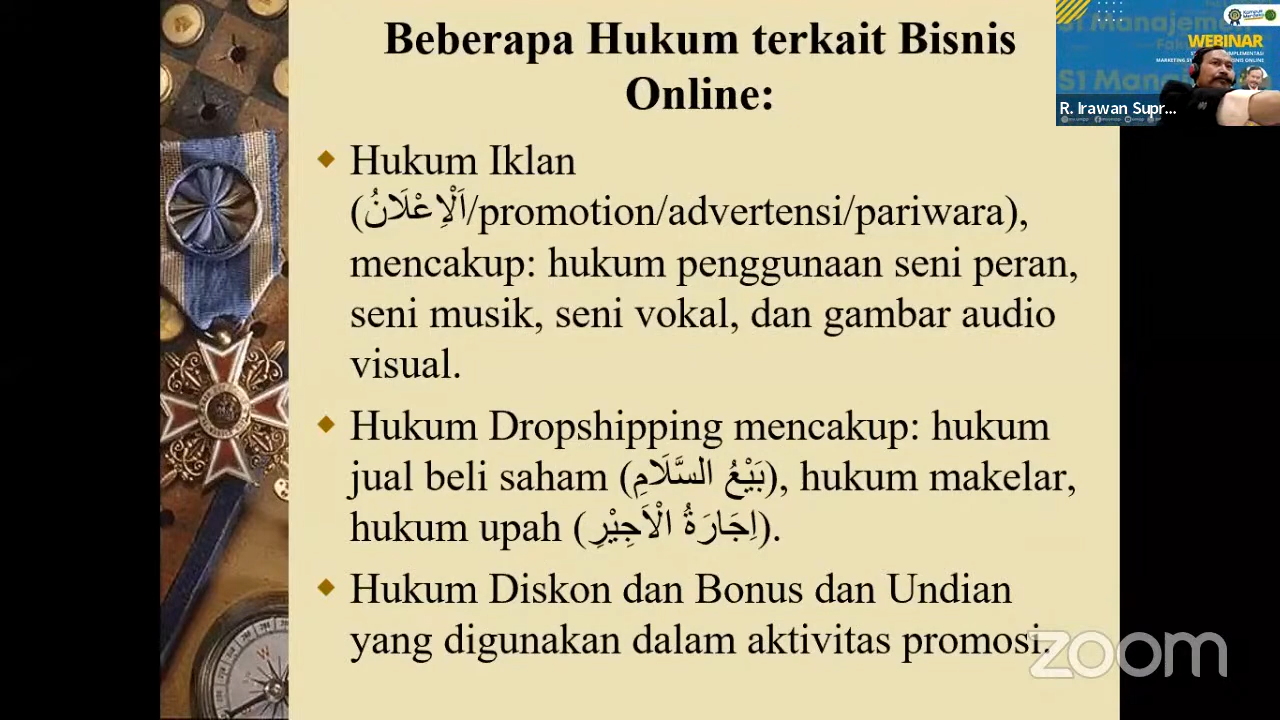 Beberapa Hukum terkait Bisnis
Online:
Hukum Iklan
(اَلْاِعْلَانُ/promotion/advertensi/pariwara),
mencakup: hukum penggunaan seni peran,
seni musik, seni vokal, dan gambar audio
visual.
Hukum Dropshipping mencakup: hukum
jual beli saham (بَيْعُ السَّلَامِ), hukum makelar,
hukum upah (اِجَارَةُ الْاَجِيْرِ).
Hukum Diskon dan Bonus dan Undian
yang digunakan dalam aktivitas promosi.
zoom
WEBINAR
S1 Manajemen
R. Irawan Supr...